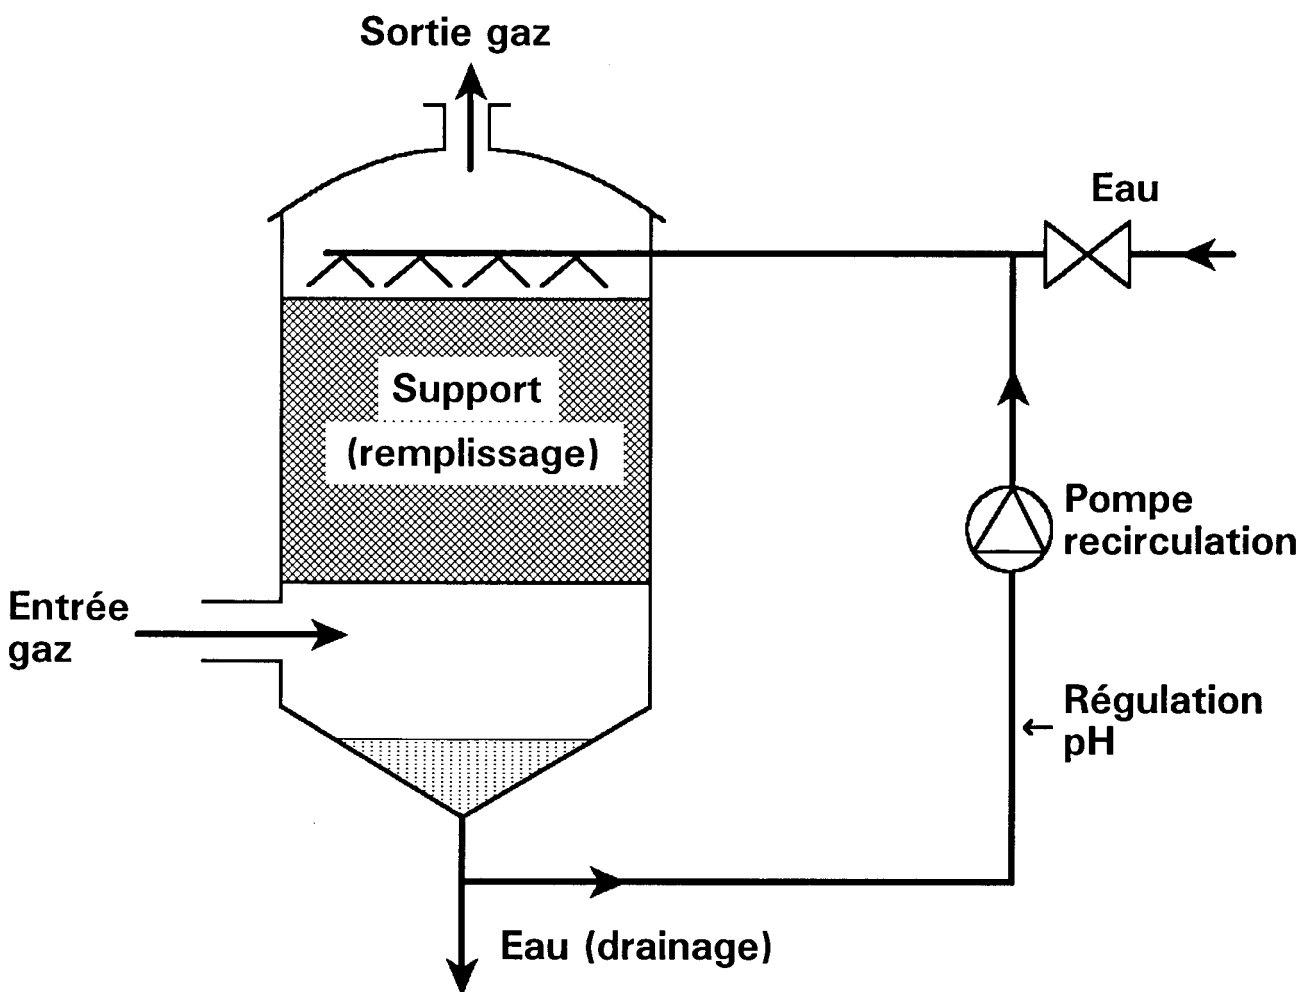 Sortie gaz
Eau
Support
(remplissage)
Pompe
recirculation
Entrée
gaz
Régulation
pH
Eau (drainage)